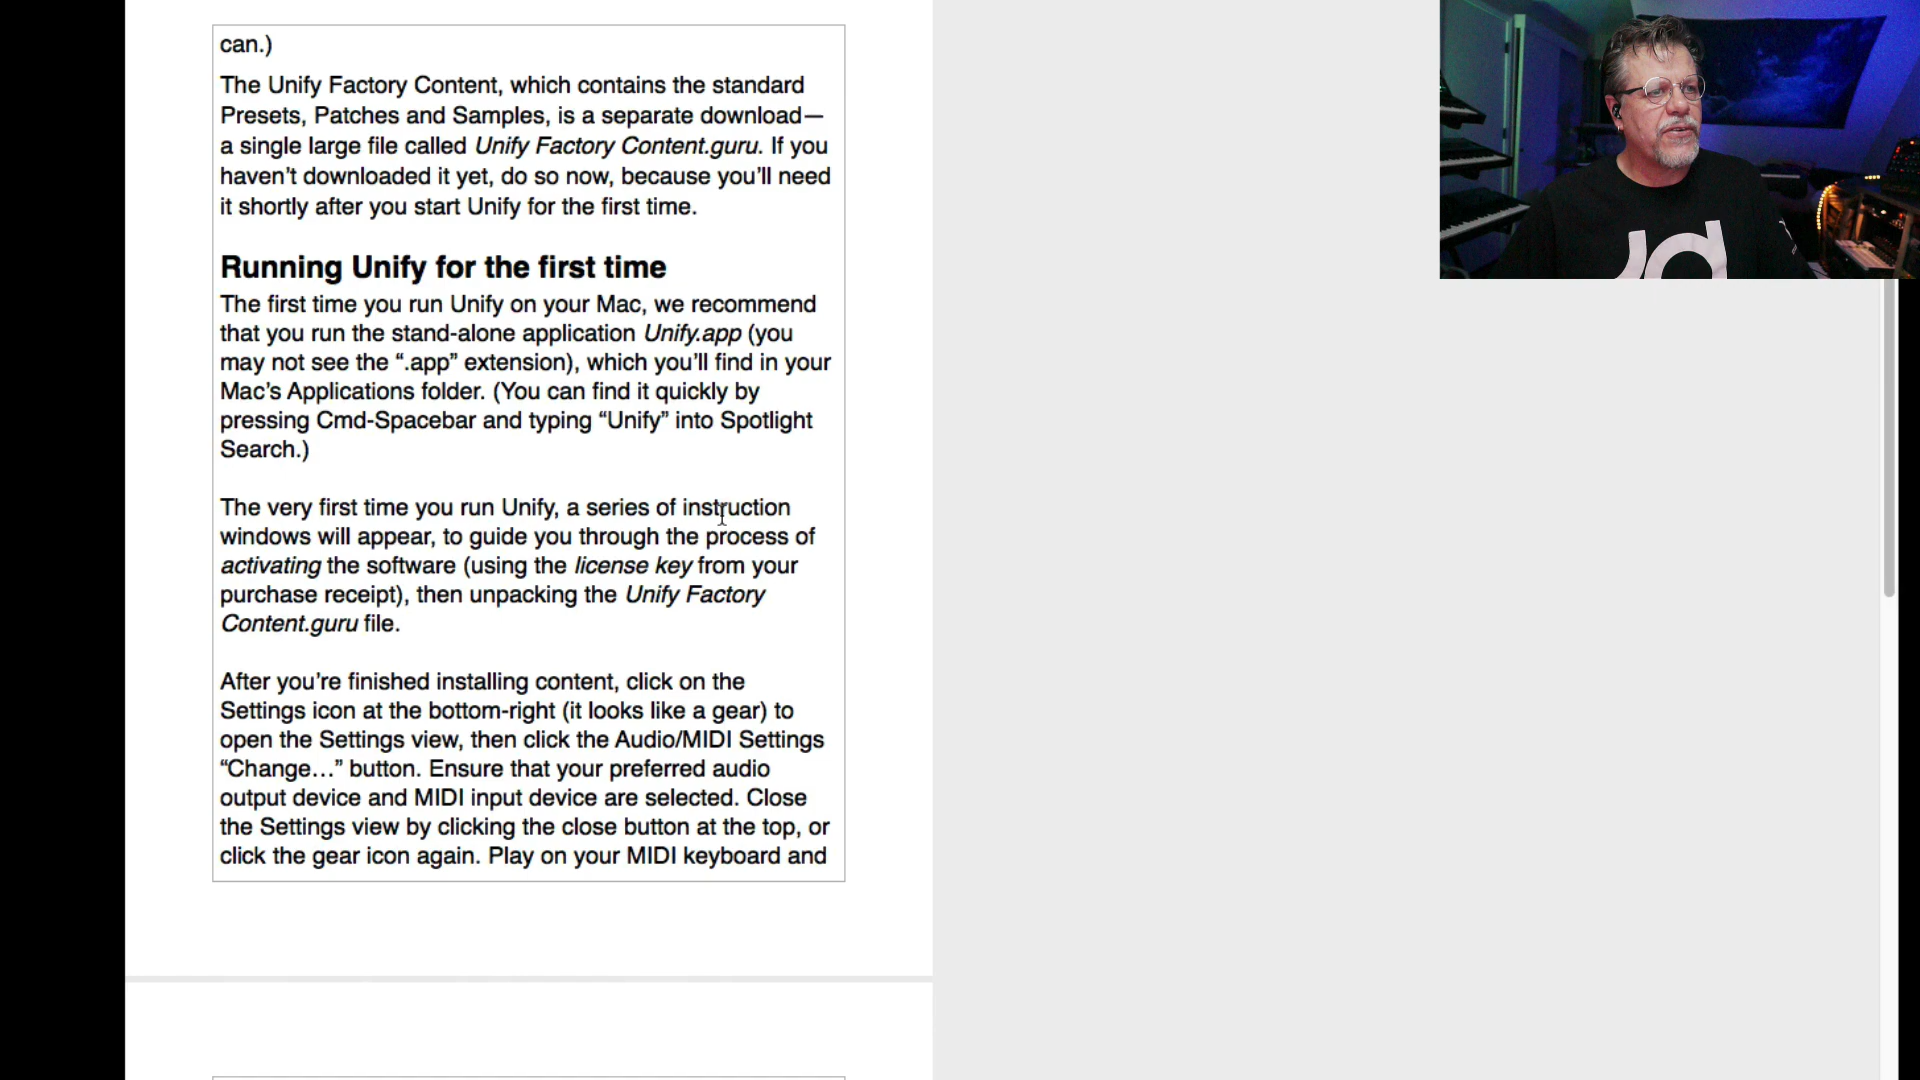 can.)
The Unify Factory Content, which contains the standard
Presets, Patches and Samples, is a separate download—
a single large file called Unify Factory Content.guru. If you
haven’t downloaded it yet, do so now, because you’ll need
it shortly after you start Unify for the first time.
Running Unify for the first time
The first time you run Unify on your Mac, we recommend
that you run the stand-alone application Unify.app (you
may not see the “.app” extension), which you’ll find in your
Mac’s Applications folder. (You can find it quickly by
pressing Cmd-Spacebar and typing “Unify” into Spotlight
Search.)
The very first time you run Unify, a series of instruction
windows will appear, to guide you through the process of
activating the software (using the license key from your
purchase receipt), then unpacking the Unify Factory
Content.guru file.
After you’re finished installing content, click on the
Settings icon at the bottom-right (it looks like a gear) to
open the Settings view, then click the Audio/MIDI Settings
“Change…” button. Ensure that your preferred audio
output device and MIDI input device are selected. Close
the Settings view by clicking the close button at the top, or
click the gear icon again. Play on your MIDI keyboard and